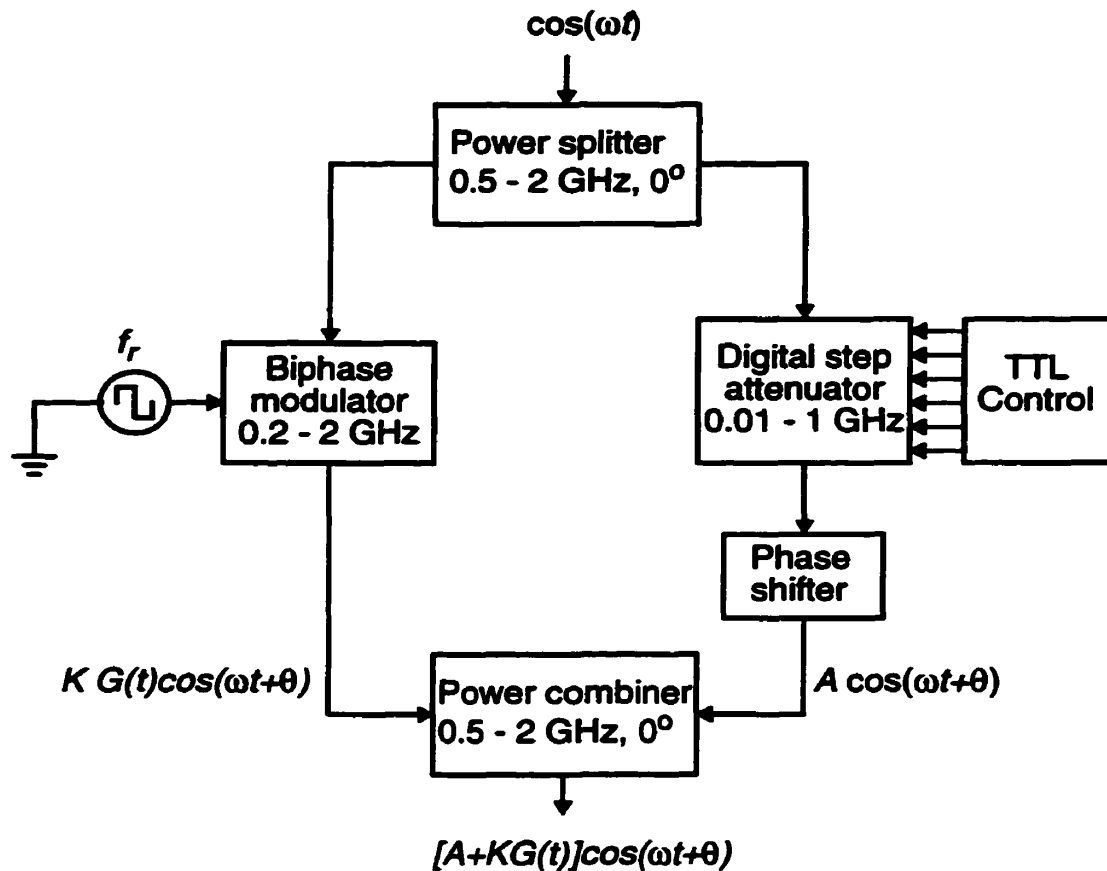 cos(ωt)
Power splitter
0.5 - 2 GHz, 0°
f_r
Biphase
modulator
0.2 - 2 GHz
Digital step
attenuator
0.01 - 1 GHz
TTL
Control
Phase
shifter
K G(t)cos(ωt+θ)
Power combiner
0.5 - 2 GHz, 0°
A cos(ωt+θ)
[A+KG(t)]cos(ωt+θ)